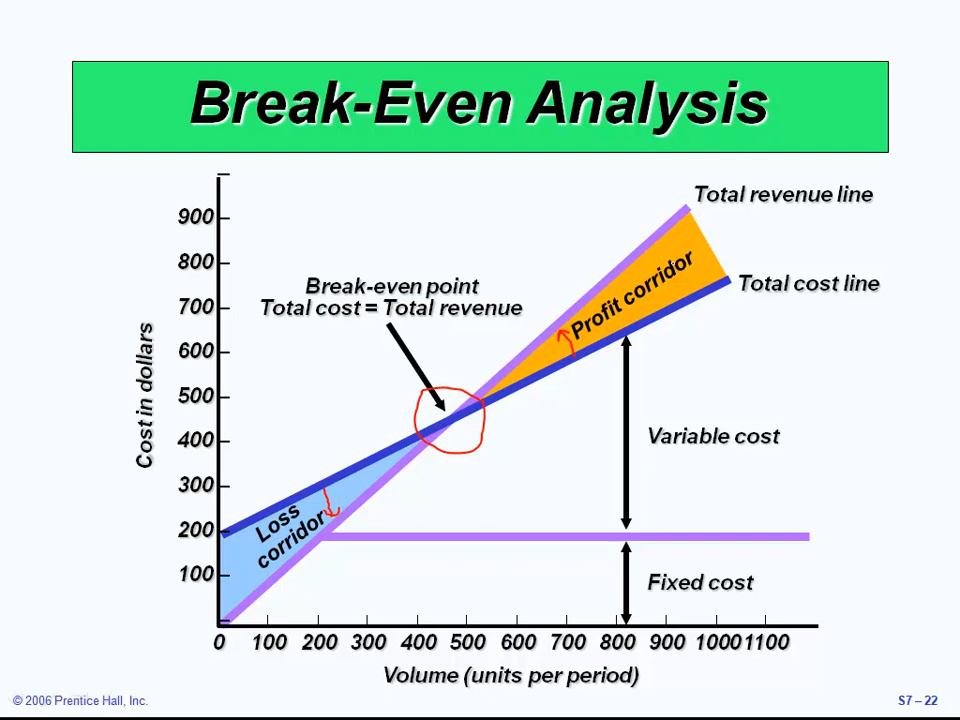 Break-Even Analysis
Total revenue line
900
800
700
600
500
400
300
200
100
Cost in dollars
Break-even point
Total cost = Total revenue
Profit corridor
Total cost line
Variable cost
Loss
corridor
Fixed cost
0 100 200 300 400 500 600 700 800 900 1000 1100
Volume (units per period)
© 2006 Prentice Hall, Inc.
S7 – 22